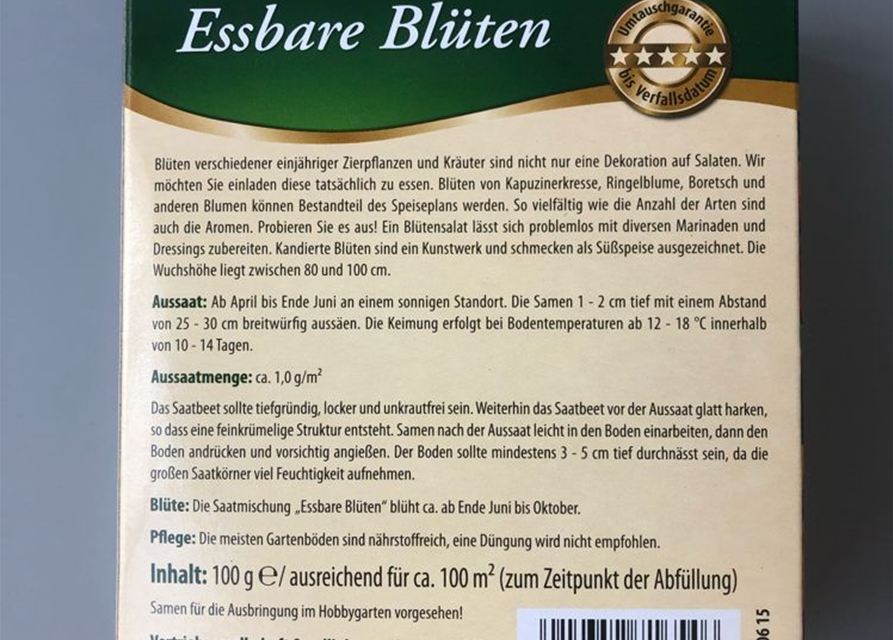 Essbare Blüten
Umtauschgarantie
bis Verfallsdatum
Blüten verschiedener einjähriger Zierpflanzen und Kräuter sind nicht nur eine Dekoration auf Salaten. Wir
möchten Sie einladen diese tatsächlich zu essen. Blüten von Kapuzinerkresse, Ringelblume, Boretsch und
anderen Blumen können Bestandteil des Speiseplans werden. So vielfältig wie die Anzahl der Arten sind
auch die Aromen. Probieren Sie es aus! Ein Blütensalat lässt sich problemlos mit diversen Marinaden und
Dressings zubereiten. Kandierte Blüten sind ein Kunstwerk und schmecken als Süßspeise ausgezeichnet. Die
Wuchshöhe liegt zwischen 80 und 100 cm.
Aussaat: Ab April bis Ende Juni an einem sonnigen Standort. Die Samen 1 - 2 cm tief mit einem Abstand
von 25 - 30 cm breitwürfig aussäen. Die Keimung erfolgt bei Bodentemperaturen ab 12 - 18 °C innerhalb
von 10 - 14 Tagen.
Aussaatmenge: ca. 1,0 g/m²
Das Saatbeet sollte tiefgründig, locker und unkrautfrei sein. Weiterhin das Saatbeet vor der Aussaat glatt harken,
so dass eine feinkrümelige Struktur entsteht. Samen nach der Aussaat leicht in den Boden einarbeiten, dann den
Boden andrücken und vorsichtig angießen. Der Boden sollte mindestens 3 - 5 cm tief durchnässt sein, da die
großen Saatkörner viel Feuchtigkeit aufnehmen.
Blüte: Die Saatmischung „Essbare Blüten“ blüht ca. ab Ende Juni bis Oktober.
Pflege: Die meisten Gartenböden sind nährstoffreich, eine Düngung wird nicht empfohlen.
Inhalt: 100 g ℮/ ausreichend für ca. 100 m² (zum Zeitpunkt der Abfüllung)
Samen für die Ausbringung im Hobbygarten vorgesehen!